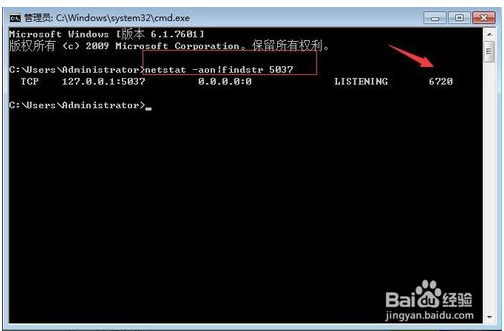 管理员: C:\Windows\system32\cmd.exe
Microsoft Windows [版本 6.1.7601]
版权所有 (c) 2009 Microsoft Corporation。保留所有权利。
C:\Users\Administrator>netstat -aon|findstr 5037
TCP 127.0.0.1:5037 0.0.0.0:0 LISTENING 6720
C:\Users\Administrator>_
Baidu经验
jingyan.baidu.com